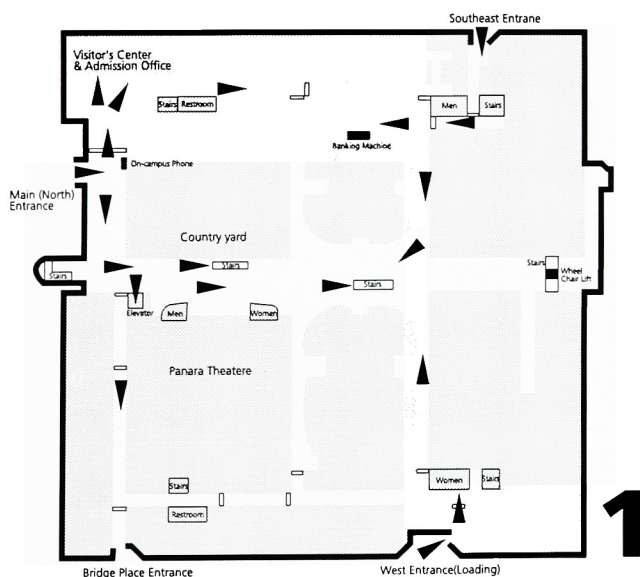 Southeast Entrane
Visitor's Center
& Admission Office
Stairs Restroom
Men Stairs
Banking Machine
On-campus Phone
Main (North)
Entrance
Country yard
Stairs
Stairs
Stairs
Stairs
Wheel
Chair Lift
Elevator
Men
Women
Panara Theatere
Stairs
Restroom
Women
Stairs
1
Bridge Place Entrance
West Entrance(Loading)